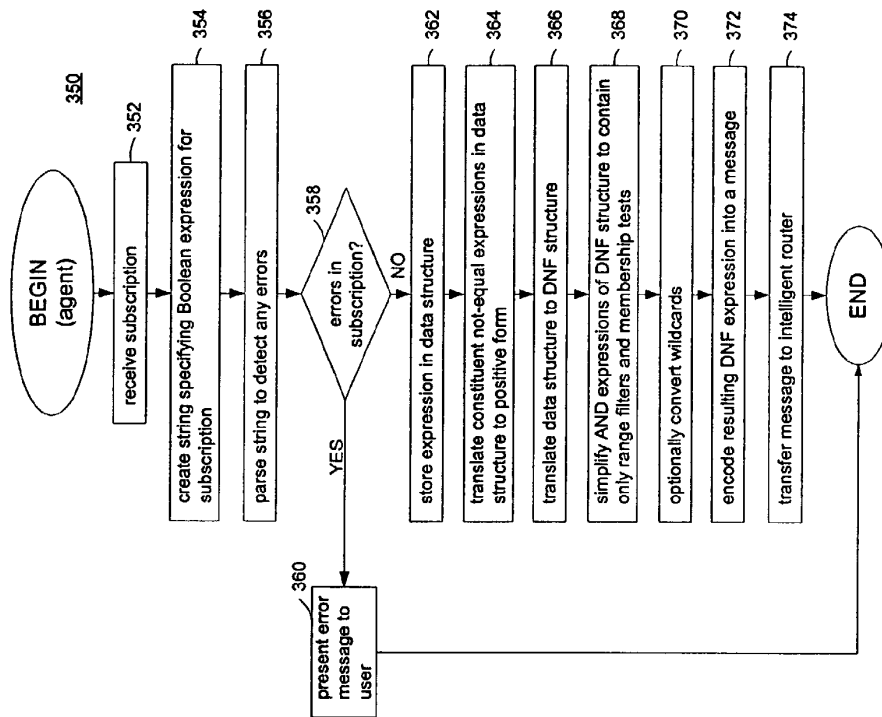 350
BEGIN
(agent)
352
receive subscription
354
create string specifying Boolean expression for
subscription
356
parse string to detect any errors
358
errors in
subscription?
YES
NO
360
present error
message to
user
362
store expression in data structure
364
translate constituent not-equal expressions in data
structure to positive form
366
translate data structure to DNF structure
368
simplify AND expressions of DNF structure to contain
only range filters and membership tests
370
optionally convert wildcards
372
encode resulting DNF expression into a message
374
transfer message to intelligent router
END